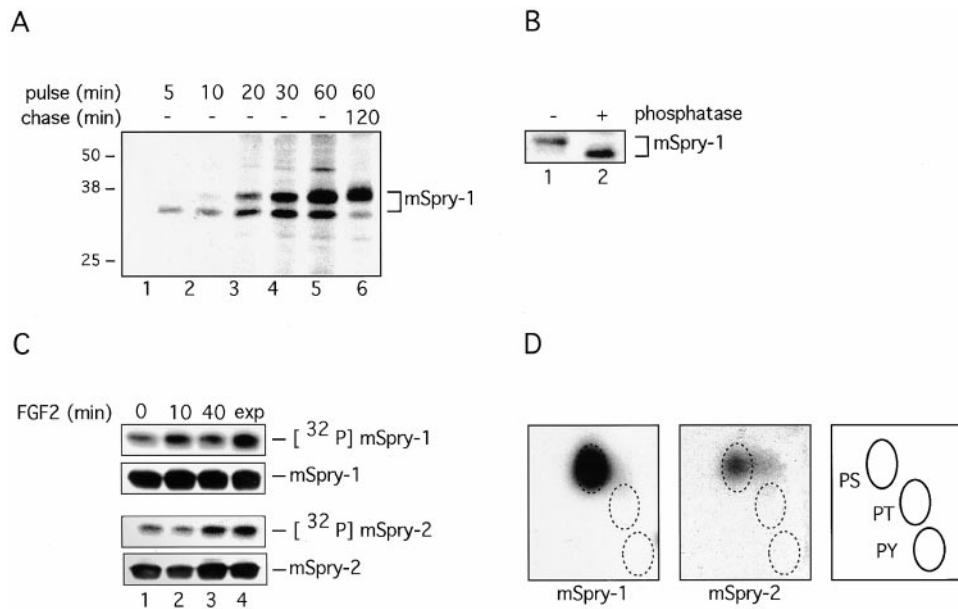 A
pulse (min) 5 10 20 30 60 60
chase (min) - - - - - 120
50 –
38 –
25 –
mSpry-1
1 2 3 4 5 6
B
- + phosphatase
mSpry-1
1 2
C
FGF2 (min) 0 10 40 exp
– [ 32 P] mSpry-1
– mSpry-1
– [ 32 P] mSpry-2
– mSpry-2
1 2 3 4
D
PS
PT
PY
mSpry-1 mSpry-2